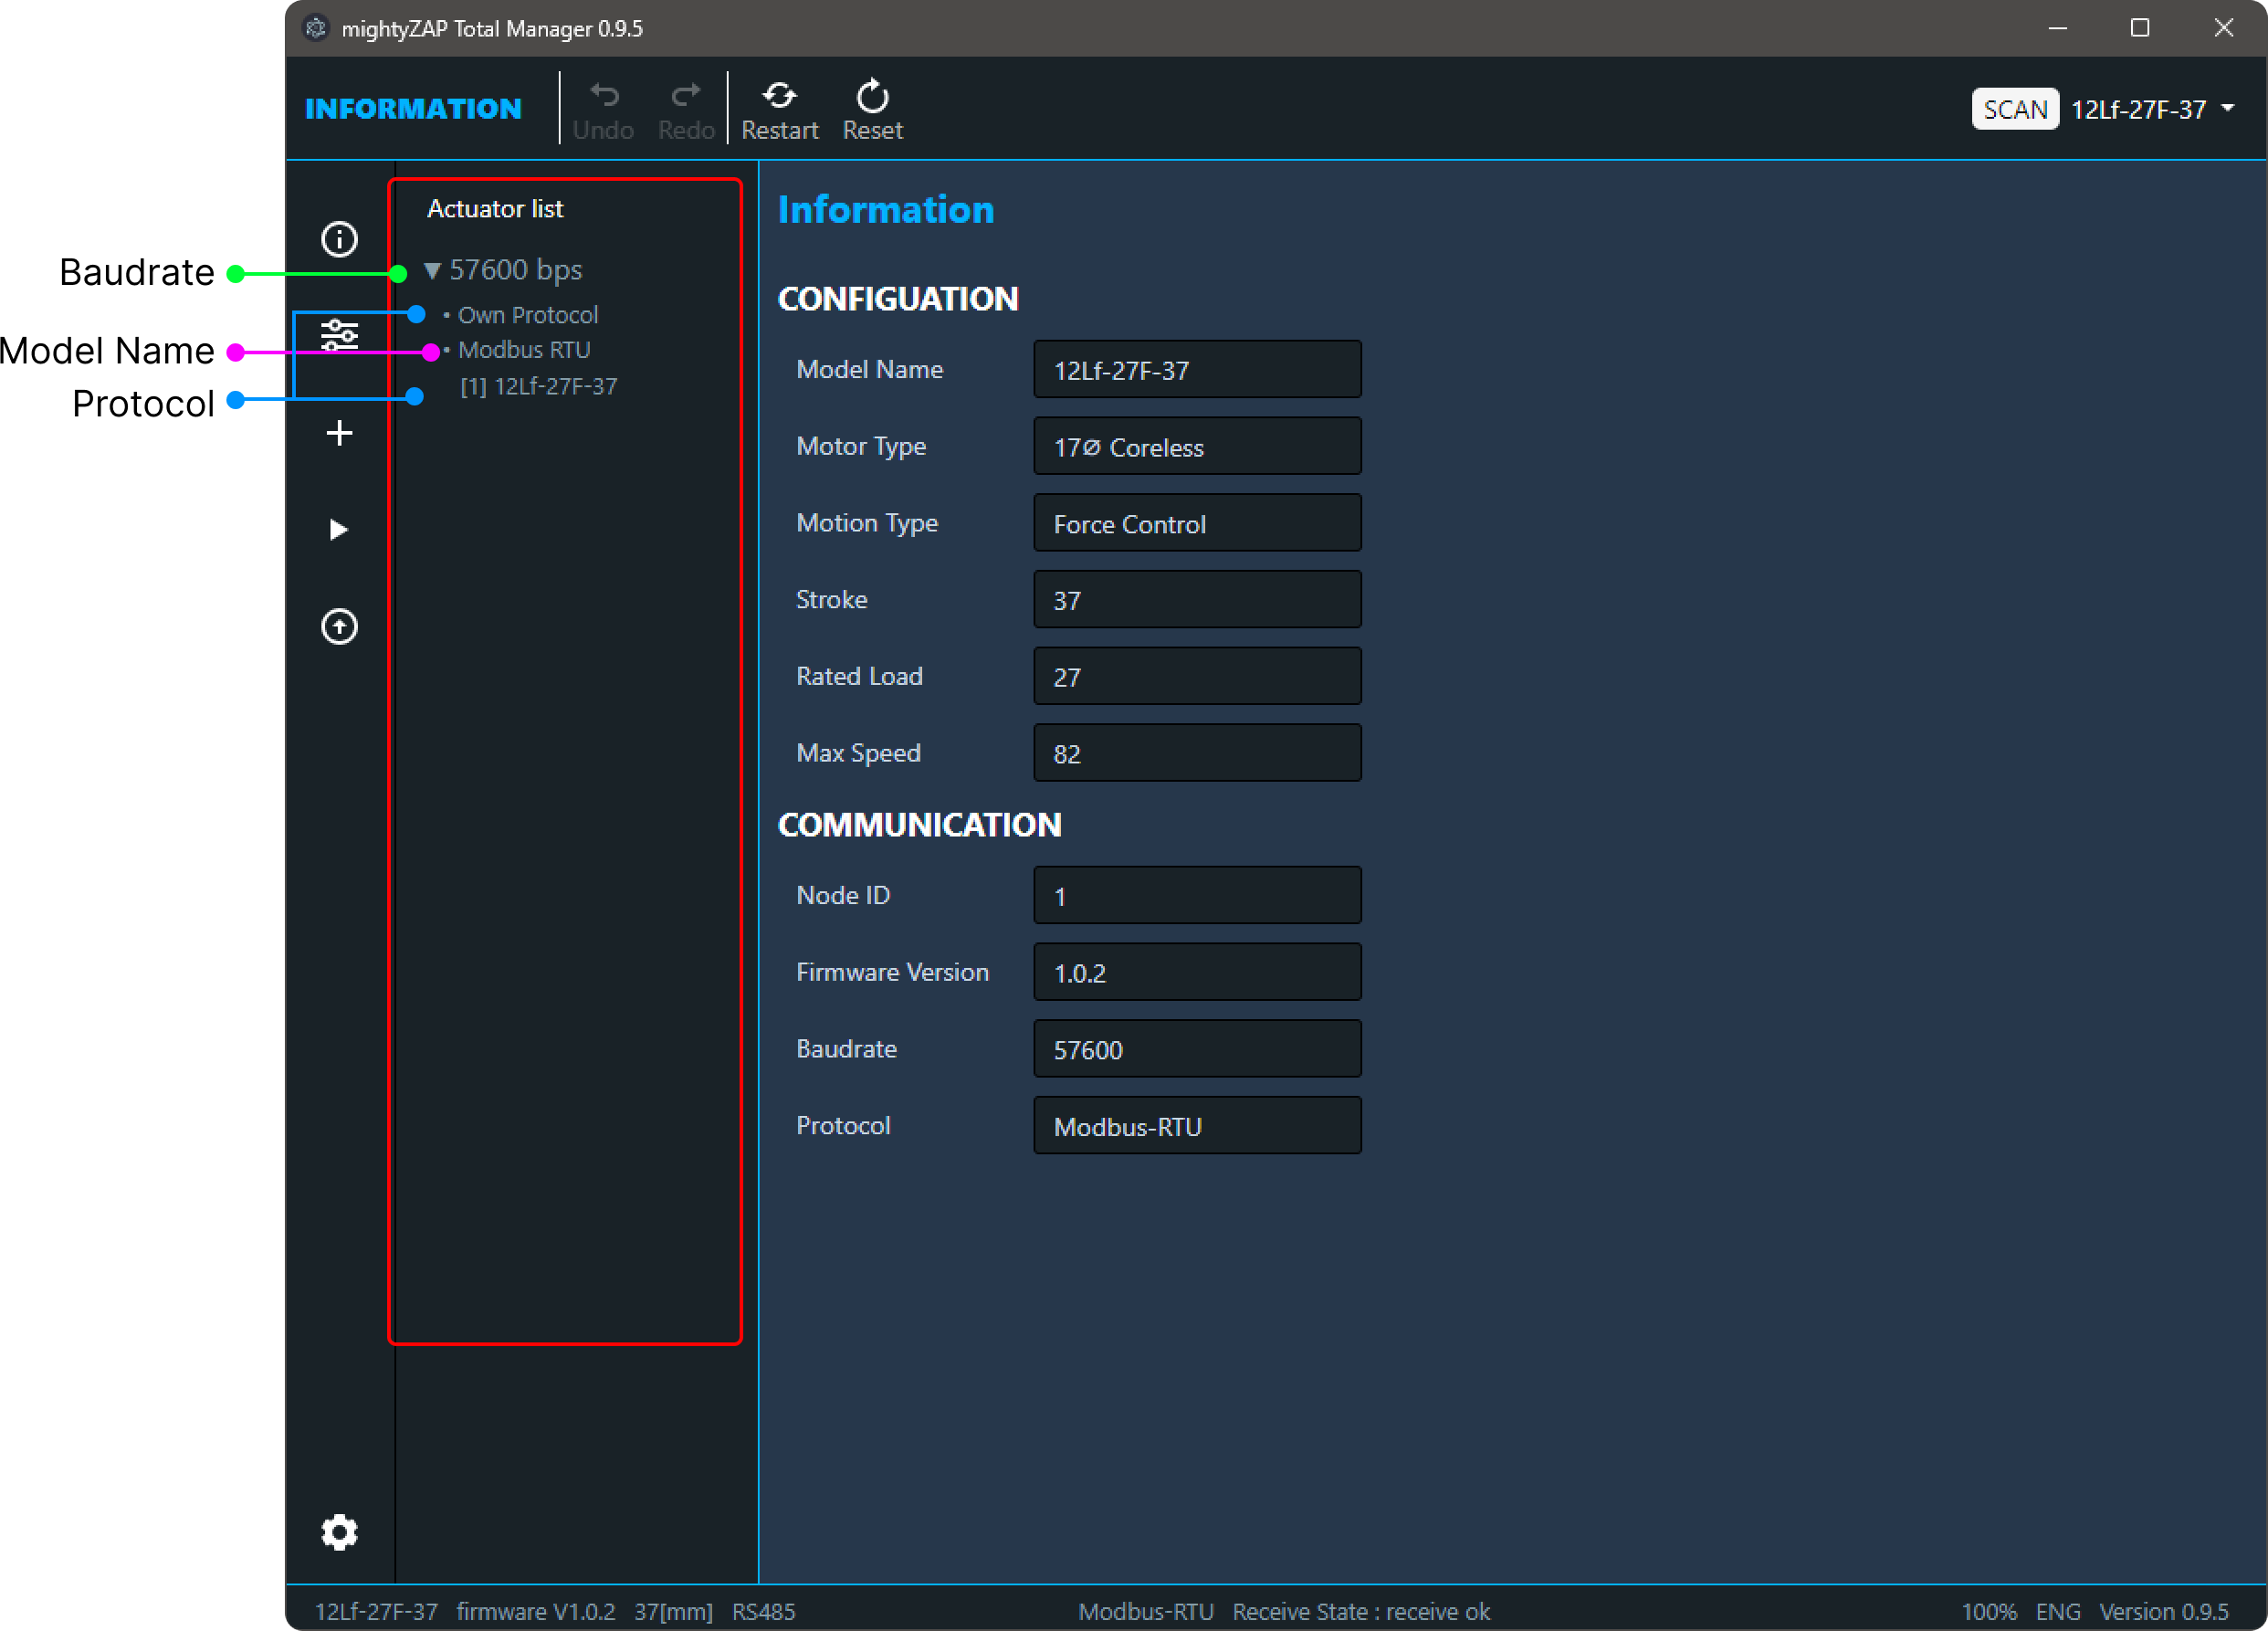 mightyZAP Total Manager 0.9.5
INFORMATION
Undo
Redo
Restart
Reset
SCAN
12Lf-27F-37
Baudrate
Model Name
Protocol
Actuator list
▼ 57600 bps
• Own Protocol
• Modbus RTU
[1] 12Lf-27F-37
Information
CONFIGUATION
Model Name 12Lf-27F-37
Motor Type 17Ø Coreless
Motion Type Force Control
Stroke 37
Rated Load 27
Max Speed 82
COMMUNICATION
Node ID 1
Firmware Version 1.0.2
Baudrate 57600
Protocol Modbus-RTU
12Lf-27F-37 firmware V1.0.2 37[mm] RS485 Modbus-RTU Receive State : receive ok 100% ENG Version 0.9.5